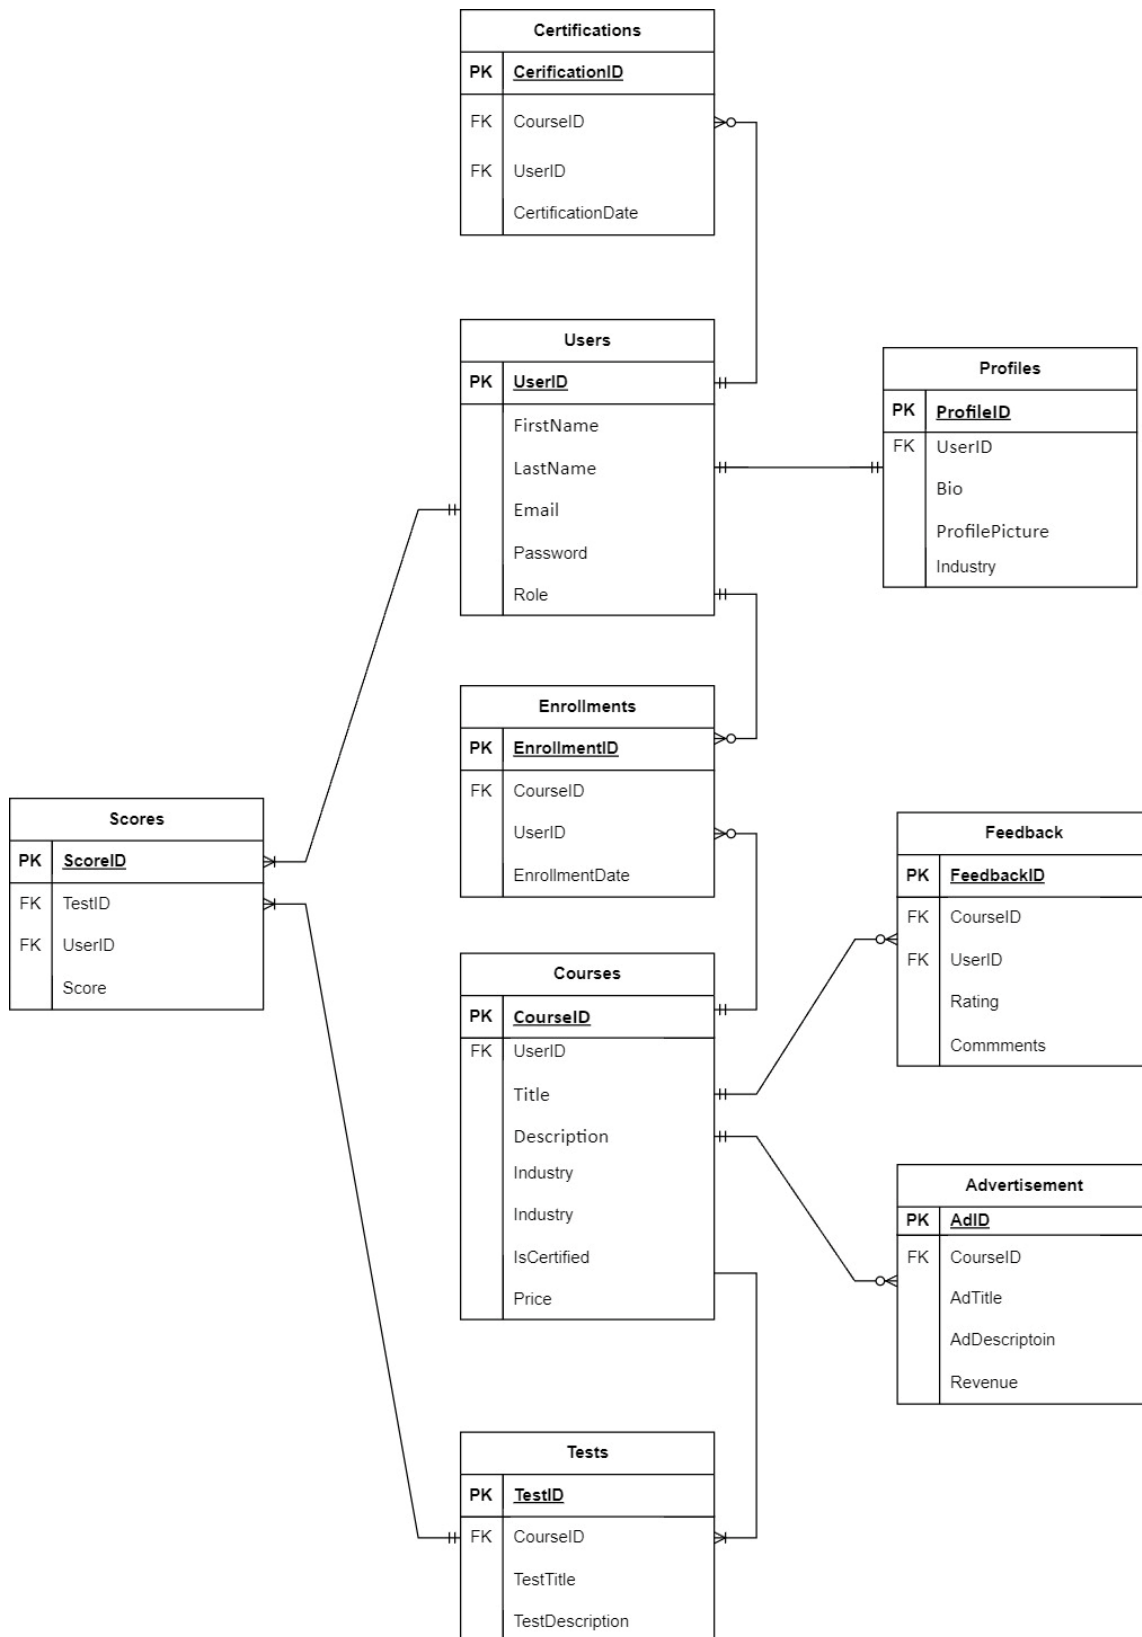 Certifications
PK CerificationID
FK CourseID
FK UserID
CertificationDate
Users
PK UserID
FirstName
LastName
Email
Password
Role
Profiles
PK ProfileID
FK UserID
Bio
ProfilePicture
Industry
Enrollments
PK EnrollmentID
FK CourseID
UserID
EnrollmentDate
Scores
PK ScoreID
FK TestID
FK UserID
Score
Feedback
PK FeedbackID
FK CourseID
FK UserID
Rating
Commments
Courses
PK CourseID
FK UserID
Title
Description
Industry
Industry
IsCertified
Price
Advertisement
PK AdID
FK CourseID
AdTitle
AdDescriptoin
Revenue
Tests
PK TestID
FK CourseID
TestTitle
TestDescription